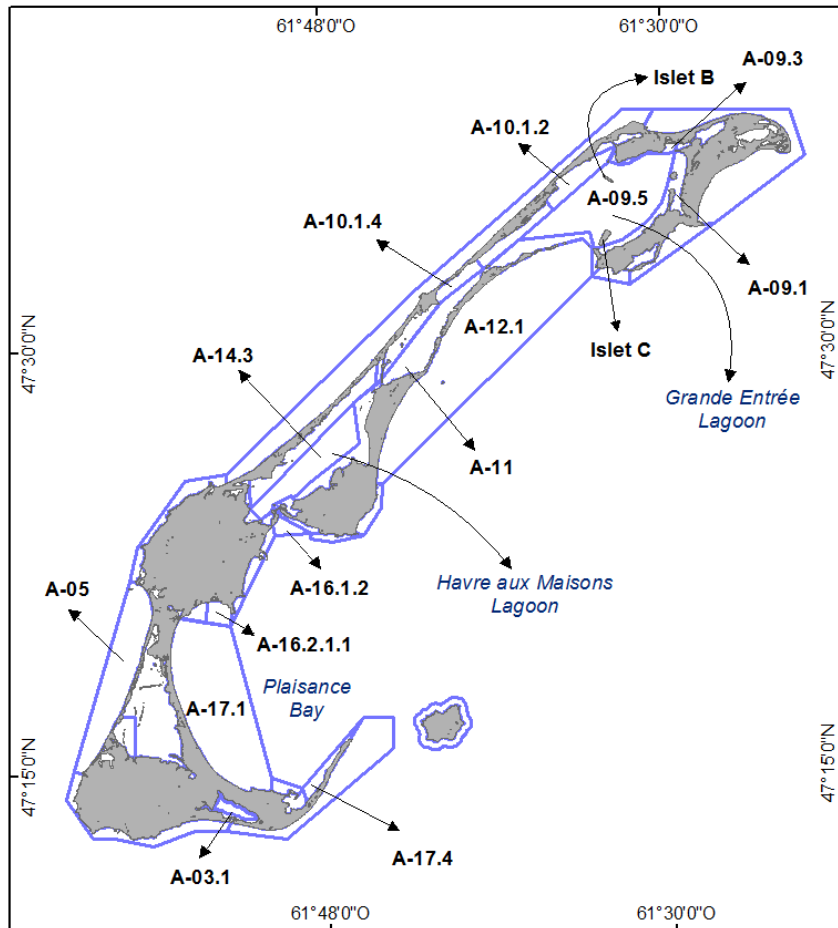 61°48'0"O
61°30'0"O
A-09.3
Islet B
A-10.1.2
A-09.5
A-10.1.4
A-09.1
A-12.1
Islet C
47°30'0"N
47°30'0"N
A-14.3
Grande Entrée
Lagoon
A-11
A-16.1.2
Havre aux Maisons
Lagoon
A-05
A-16.2.1.1
Plaisance
Bay
A-17.1
47°15'0"N
47°15'0"N
A-17.4
A-03.1
61°48'0"O
61°30'0"O